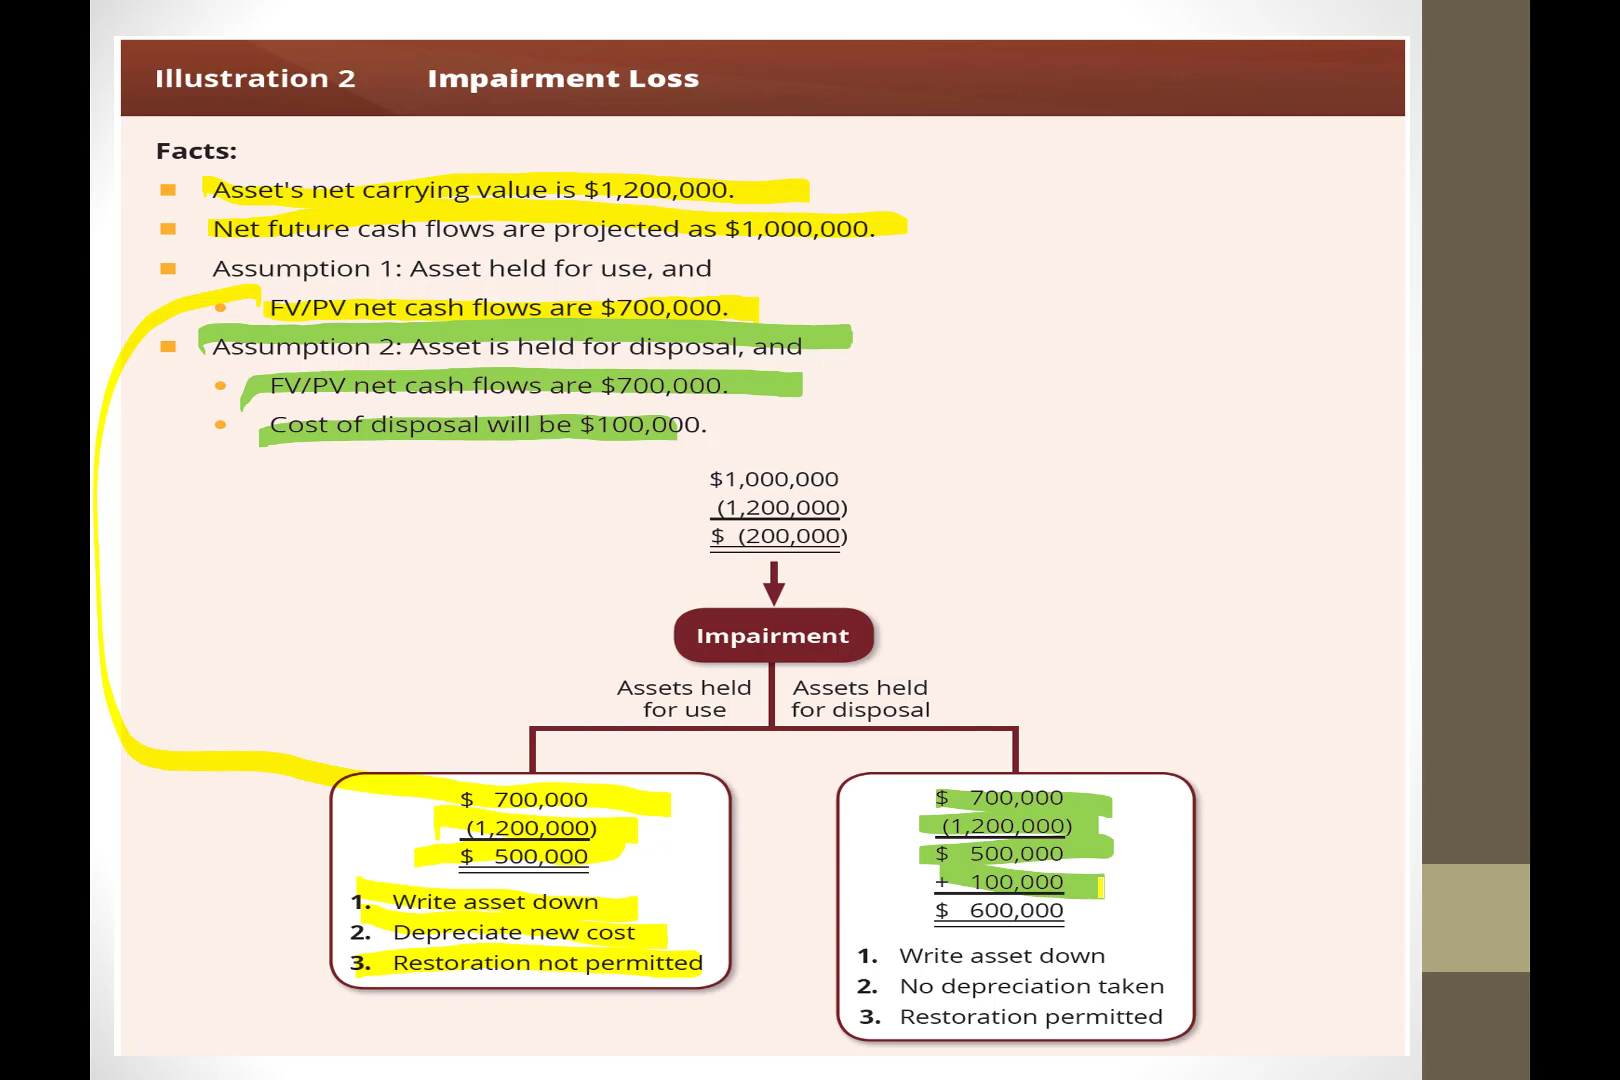 Illustration 2 Impairment Loss
Facts:
Asset's net carrying value is $1,200,000.
Net future cash flows are projected as $1,000,000.
Assumption 1: Asset held for use, and
FV/PV net cash flows are $700,000.
Assumption 2: Asset is held for disposal, and
FV/PV net cash flows are $700,000.
Cost of disposal will be $100,000.
$1,000,000
(1,200,000)
$ (200,000)
Impairment
Assets held
for use
Assets held
for disposal
$ 700,000
(1,200,000)
$ 500,000
1. Write asset down
2. Depreciate new cost
3. Restoration not permitted
$ 700,000
(1,200,000)
$ 500,000
+ 100,000
$ 600,000
1. Write asset down
2. No depreciation taken
3. Restoration permitted